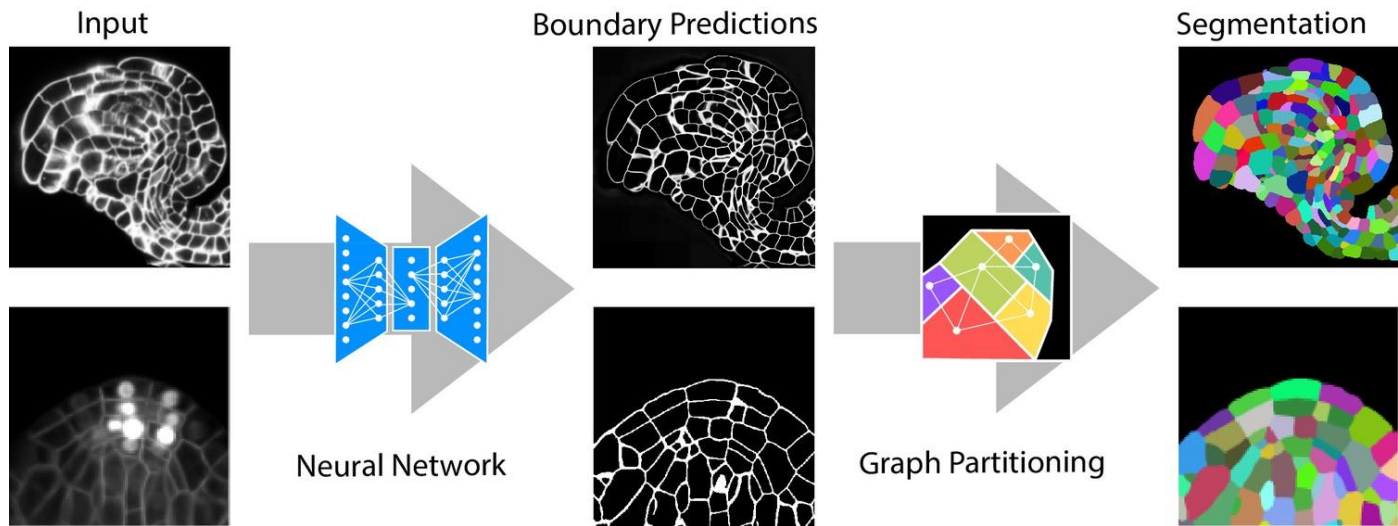 Input
Boundary Predictions
Segmentation
Neural Network
Graph Partitioning